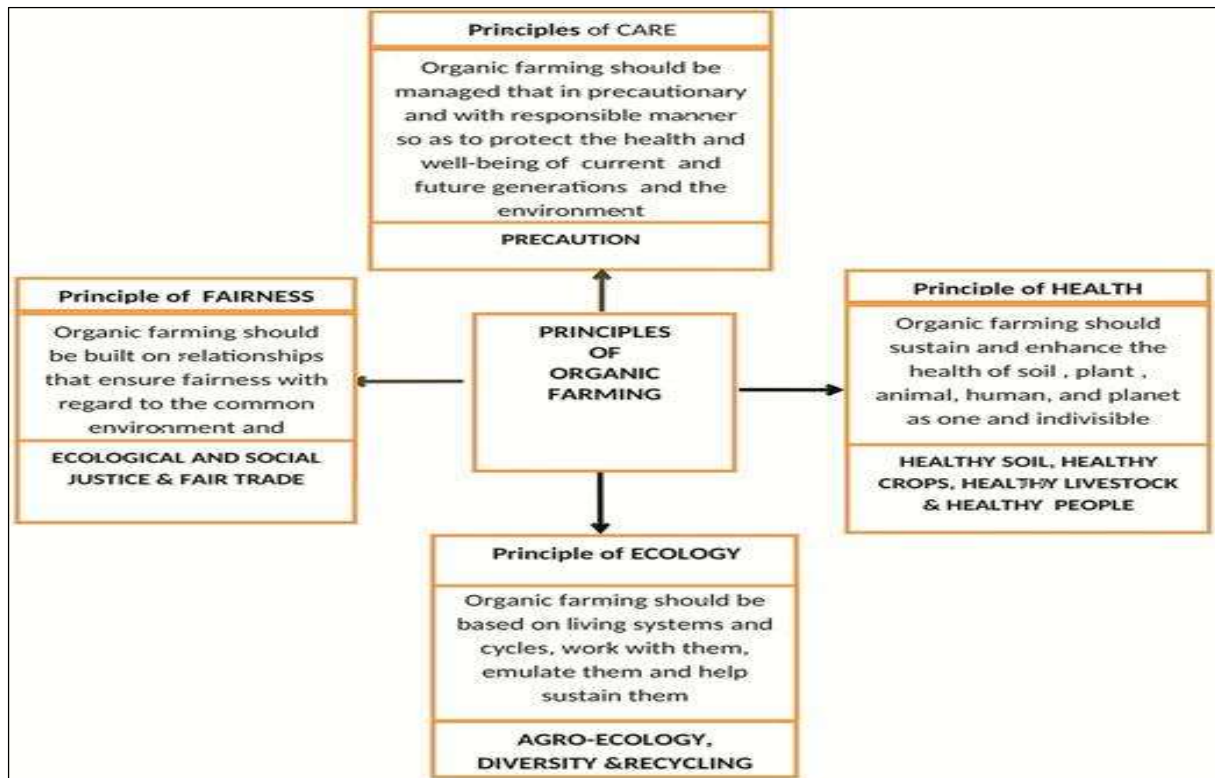 Principles of CARE
Organic farming should be
managed that in precautionary
and with responsible manner
so as to protect the health and
well-being of current and
future generations and the
environment
PRECAUTION
Principle of FAIRNESS
Organic farming should
be built on relationships
that ensure fairness with
regard to the common
environment and
ECOLOGICAL AND SOCIAL
JUSTICE & FAIR TRADE
PRINCIPLES
OF
ORGANIC
FARMING
Principle of HEALTH
Organic farming should
sustain and enhance the
health of soil , plant ,
animal, human, and planet
as one and indivisible
HEALTHY SOIL, HEALTHY
CROPS, HEALTHY LIVESTOCK
& HEALTHY PEOPLE
Principle of ECOLOGY
Organic farming should be
based on living systems and
cycles, work with them,
emulate them and help
sustain them
AGRO-ECOLOGY,
DIVERSITY &RECYCLING